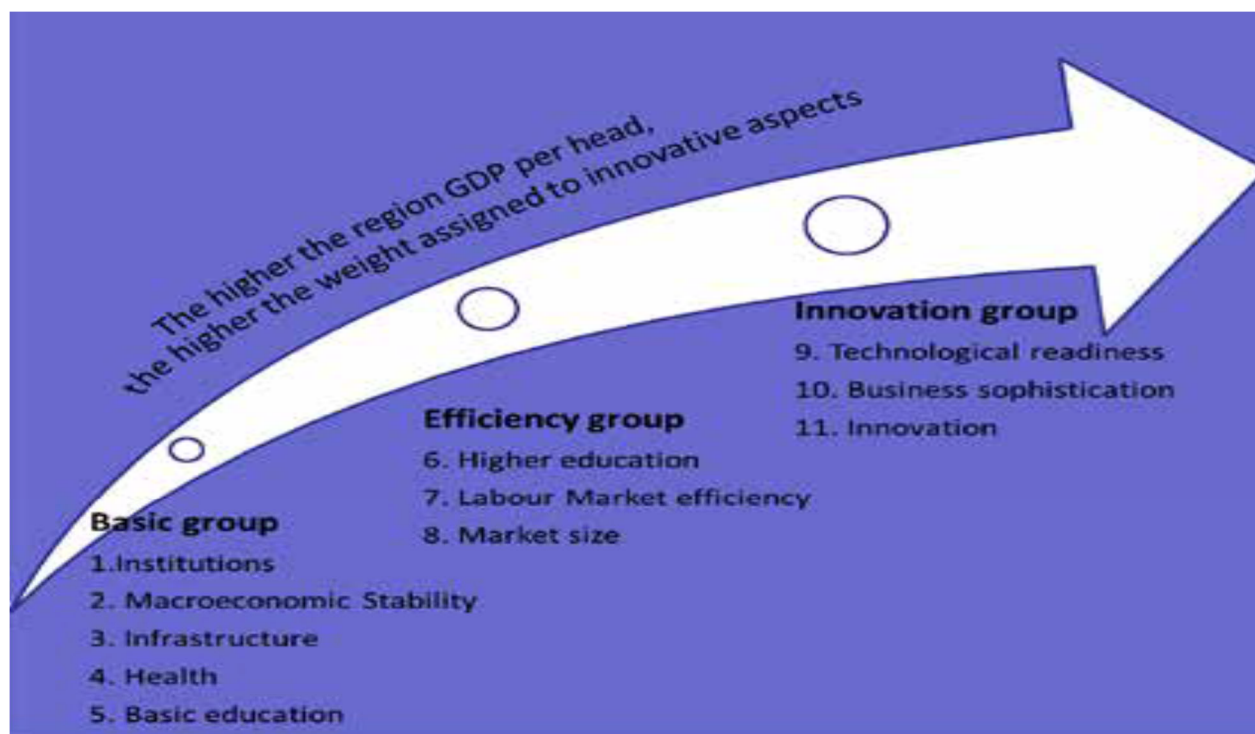 The higher the region GDP per head,
the higher the weight assigned to innovative aspects
Basic group
1.Institutions
2. Macroeconomic Stability
3. Infrastructure
4. Health
5. Basic education
Efficiency group
6. Higher education
7. Labour Market efficiency
8. Market size
Innovation group
9. Technological readiness
10. Business sophistication
11. Innovation